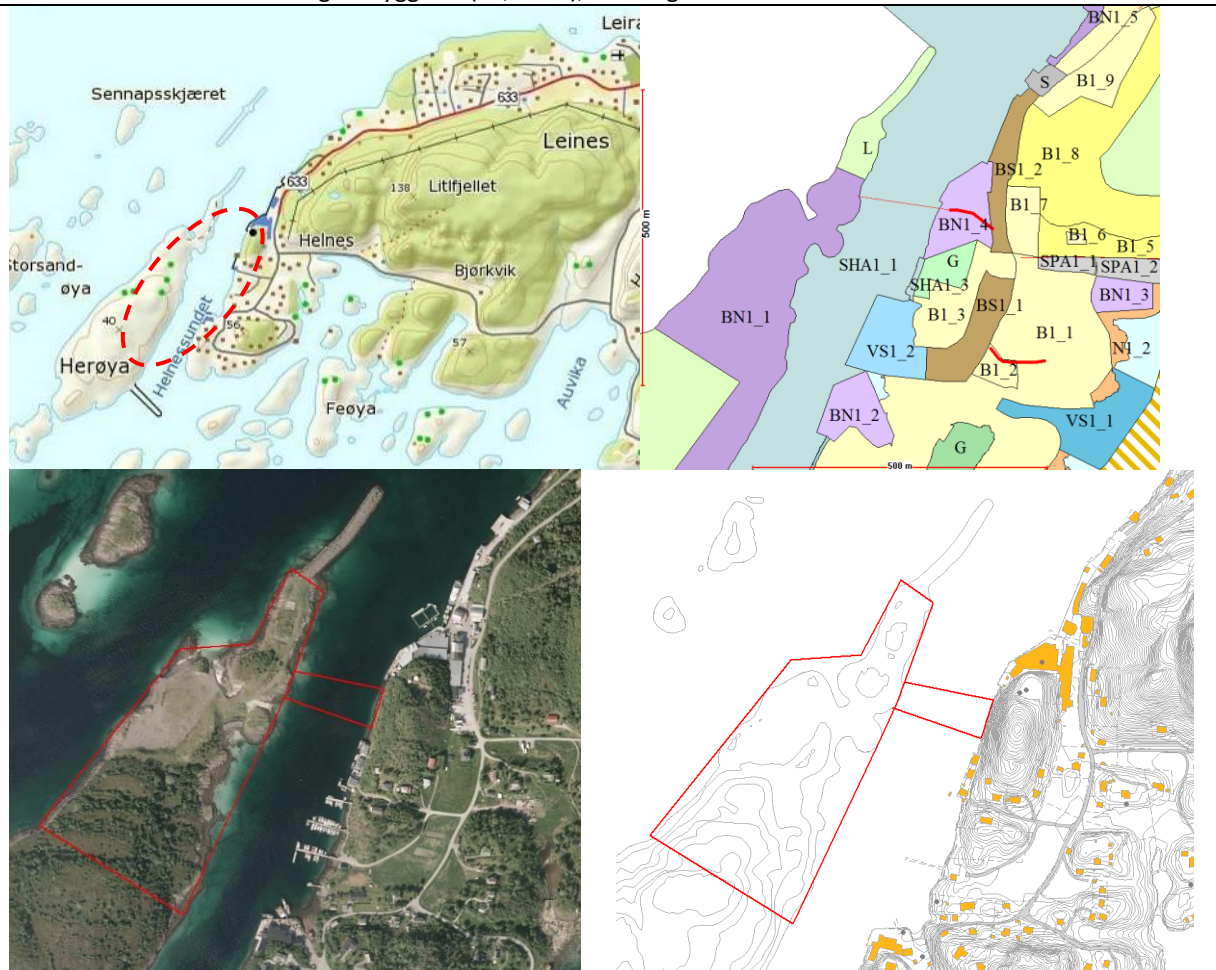 Leira
Sennapsskjæret
633
Leines
138
Litlfjellet
633
Helnes
Bjørkvik
Storsand-
øya
40
Helnessundet
56
Herøya
57
Auvika
Feøya
BN1_5
S
B1_9
L
BS1_2
B1_8
B1_7
BN1_4
B1_6
B1_5
SHA1_1
G
SPA1_1
SPA1_2
SHA1_3
BS1_1
BN1_3
BN1_1
B1_3
B1_1
VS1_2
N1_2
B1_2
BN1_2
VS1_1
G
500 m
500 m